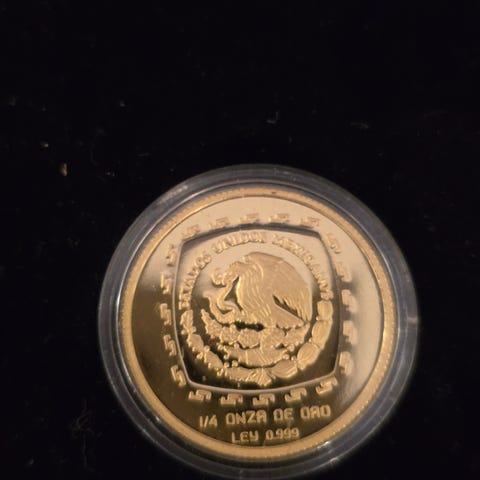 ESTADOS UNIDOS MEXICANOS
1/4 ONZA DE ORO
LEY 0.999